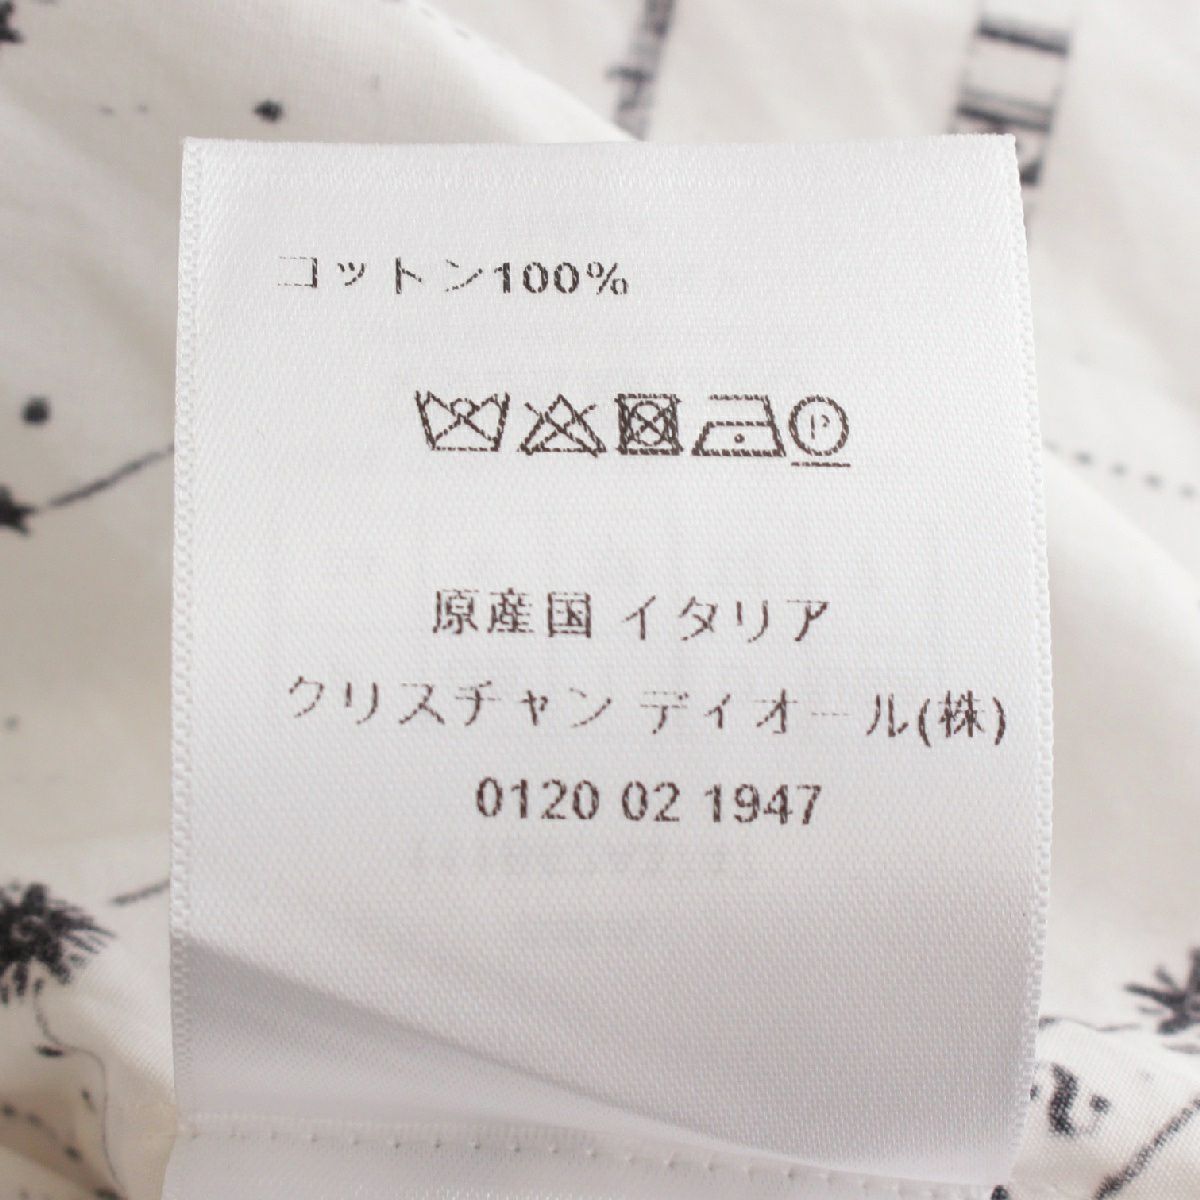 コットン100%
P
原産国 イタリア
クリスチャン ディオール(株)
0120 02 1947